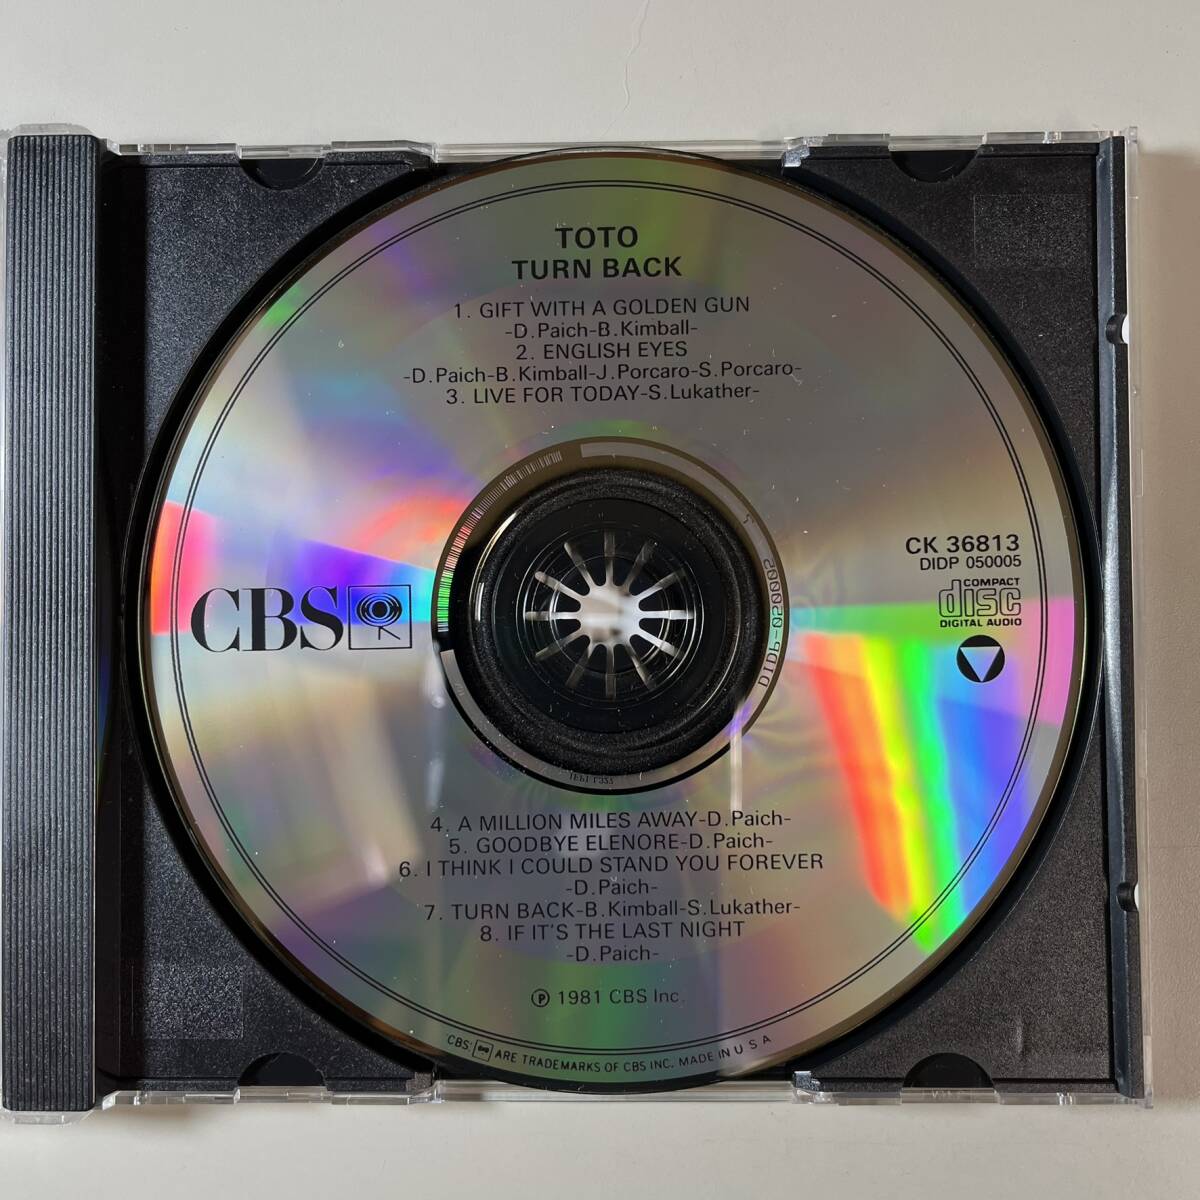 TOTO
TURN BACK
1. GIFT WITH A GOLDEN GUN
-D.Paich-B.Kimball-
2. ENGLISH EYES
-D.Paich-B.Kimball-J.Porcaro-S.Porcaro-
3. LIVE FOR TODAY-S.Lukather-
CBS
CK 36813
DIDP 050005
COMPACT
disc
DIGITAL AUDIO
DIDP-050005
4. A MILLION MILES AWAY-D.Paich-
5. GOODBYE ELENORE-D.Paich-
6. I THINK I COULD STAND YOU FOREVER
-D.Paich-
7. TURN BACK-B.Kimball-S.Lukather-
8. IF IT'S THE LAST NIGHT
-D.Paich-
℗ 1981 CBS Inc.
"CBS," ARE TRADEMARKS OF CBS INC. MADE IN U S A